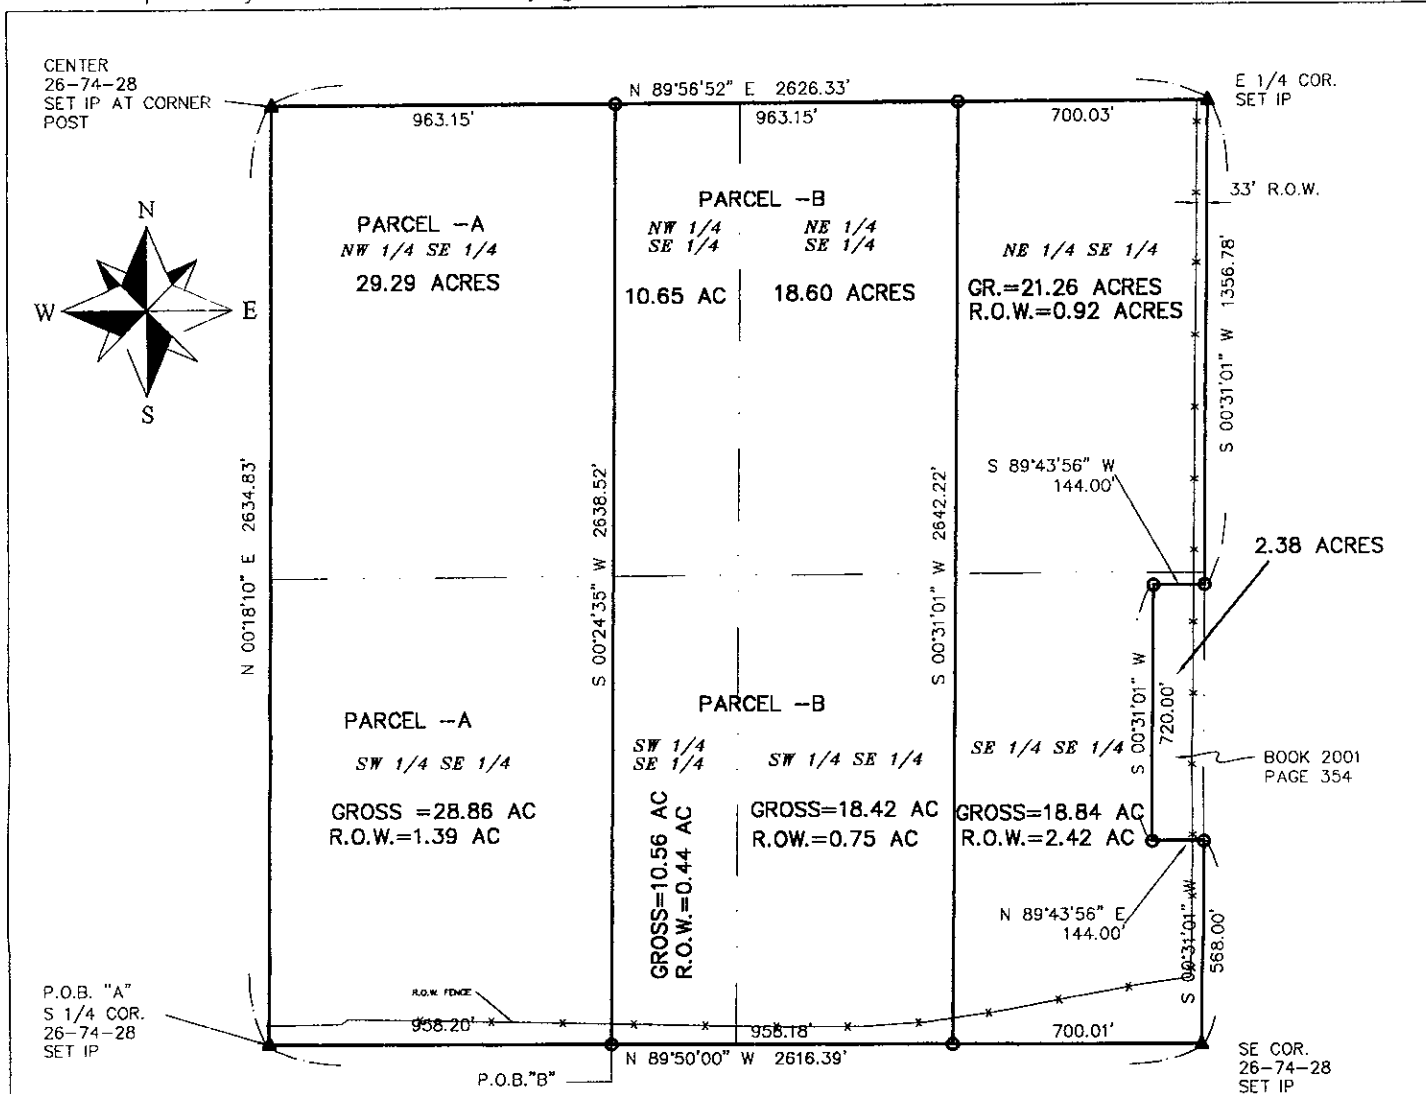 CENTER
26-74-28
SET IP AT CORNER
POST
N 89°56'52" E 2626.33'
963.15'
963.15'
700.03'
E 1/4 COR.
SET IP
33' R.O.W.
N
W
E
S
PARCEL -A
NW 1/4 SE 1/4
29.29 ACRES
PARCEL -B
NW 1/4
SE 1/4
NE 1/4
SE 1/4
10.65 AC
18.60 ACRES
NE 1/4 SE 1/4
GR.=21.26 ACRES
R.O.W.=0.92 ACRES
S 00°31'01" W 1356.78'
S 89°43'56" W
144.00'
2.38 ACRES
N 00°18'10" E 2634.83'
S 00°24'35" W 2638.52'
S 00°31'01" W 2642.22'
S 00°31'01" W
720.00'
PARCEL -A
SW 1/4 SE 1/4
GROSS =28.86 AC
R.O.W.=1.39 AC
PARCEL -B
SW 1/4
SE 1/4
GROSS=10.56 AC
R.O.W.=0.44 AC
SW 1/4 SE 1/4
GROSS=18.42 AC
R.OW.=0.75 AC
SE 1/4 SE 1/4
GROSS=18.84 AC
R.O.W.=2.42 AC
BOOK 2001
PAGE 354
N 89°43'56" E
144.00'
S 00°31'01" W
568.00'
P.O.B. "A"
S 1/4 COR.
26-74-28
SET IP
R.O.W. FENCE
958.20'
958.18'
700.01'
N 89°50'00" W 2616.39'
P.O.B."B"
SE COR.
26-74-28
SET IP